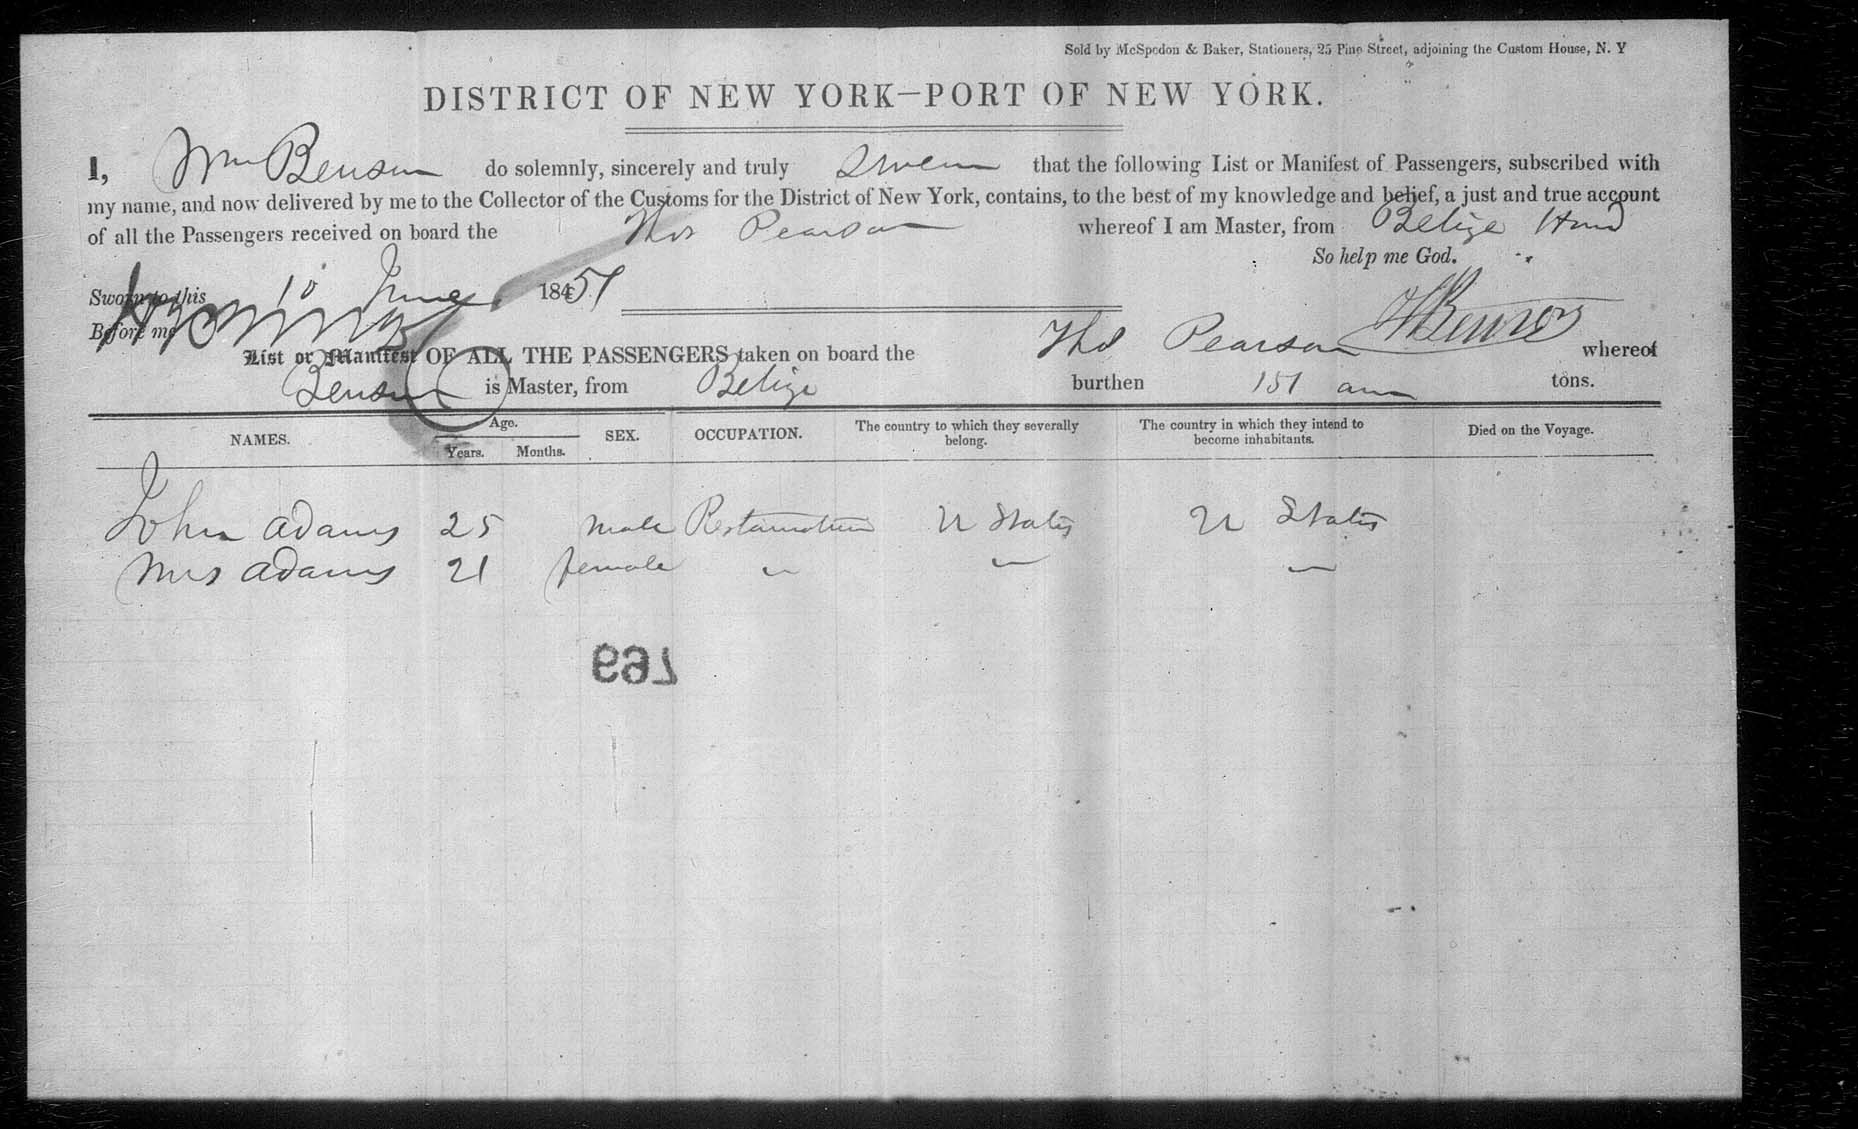 Sold by McSpedon & Baker, Stationers, 25 Pine Street, adjoining the Custom House, N. Y
DISTRICT OF NEW YORK—PORT OF NEW YORK.
I, Wm Benson do solemnly, sincerely and truly Swear that the following List or Manifest of Passengers, subscribed with
my name, and now delivered by me to the Collector of the Customs for the District of New York, contains, to the best of my knowledge and belief, a just and true account
of all the Passengers received on board the Thos Pearson whereof I am Master, from Belize Hond
So help me God.
Sworn to this 10 June 18451
Before me
WBenson
List or Manifest OF ALL THE PASSENGERS taken on board the Thos Pearson whereof
Benson is Master, from Belize burthen 151 tons.
NAMES. Age. Years. Months. SEX. OCCUPATION. The country to which they severally belong. The country in which they intend to become inhabitants. Died on the Voyage.
John Adams 25 male U States U States
Mrs Adams 21 female " " "
697